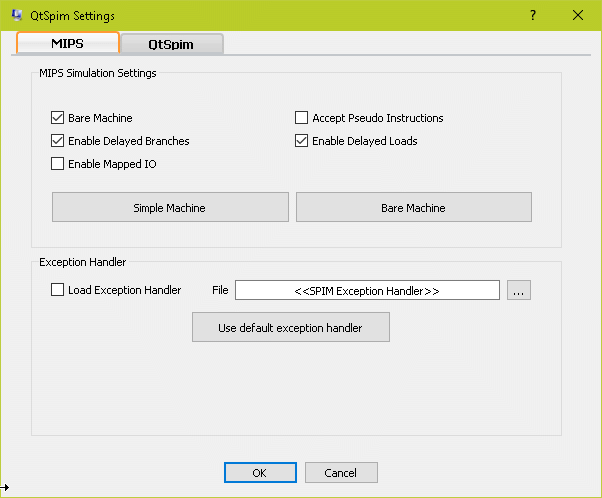 QtSpim Settings ?
MIPS QtSpim
MIPS Simulation Settings
Bare Machine Accept Pseudo Instructions
Enable Delayed Branches Enable Delayed Loads
Enable Mapped IO
Simple Machine Bare Machine
Exception Handler
Load Exception Handler File <<SPIM Exception Handler>> ...
Use default exception handler
OK Cancel